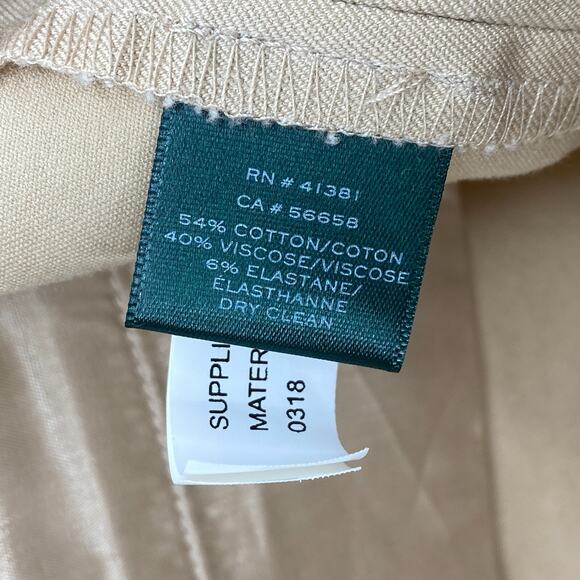 RN # 41381
CA # 56658
54% COTTON/COTON
40% VISCOSE/VISCOSE
6% ELASTANE/
ÉLASTHANNE
DRY CLEAN
SUPPLI
MATER
0318